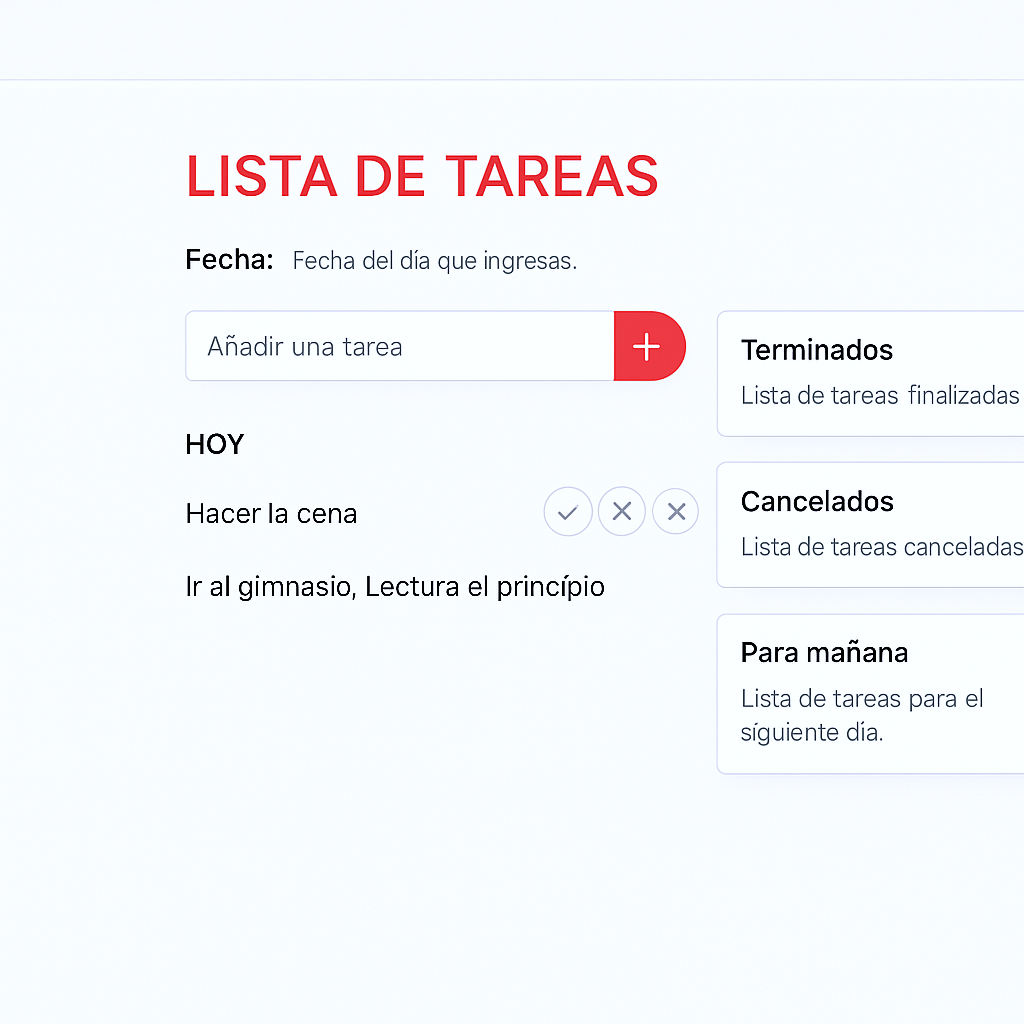 LISTA DE TAREAS
Fecha: Fecha del día que ingresas.
Añadir una tarea
HOY
Hacer la cena
Ir al gimnasio, Lectura el princípio
Terminados
Lista de tareas finalizadas
Cancelados
Lista de tareas canceladas
Para mañana
Lista de tareas para el
síguiente día.